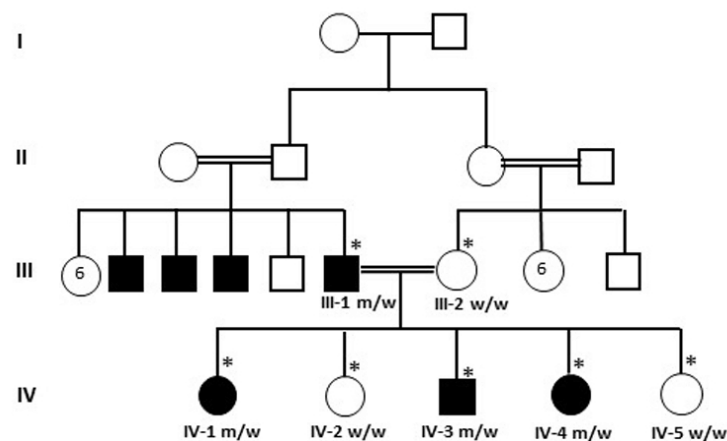 I
II
* *
III 6 6
III-1 m/w III-2 w/w
* * * * *
IV
IV-1 m/w IV-2 w/w IV-3 m/w IV-4 m/w IV-5 w/w